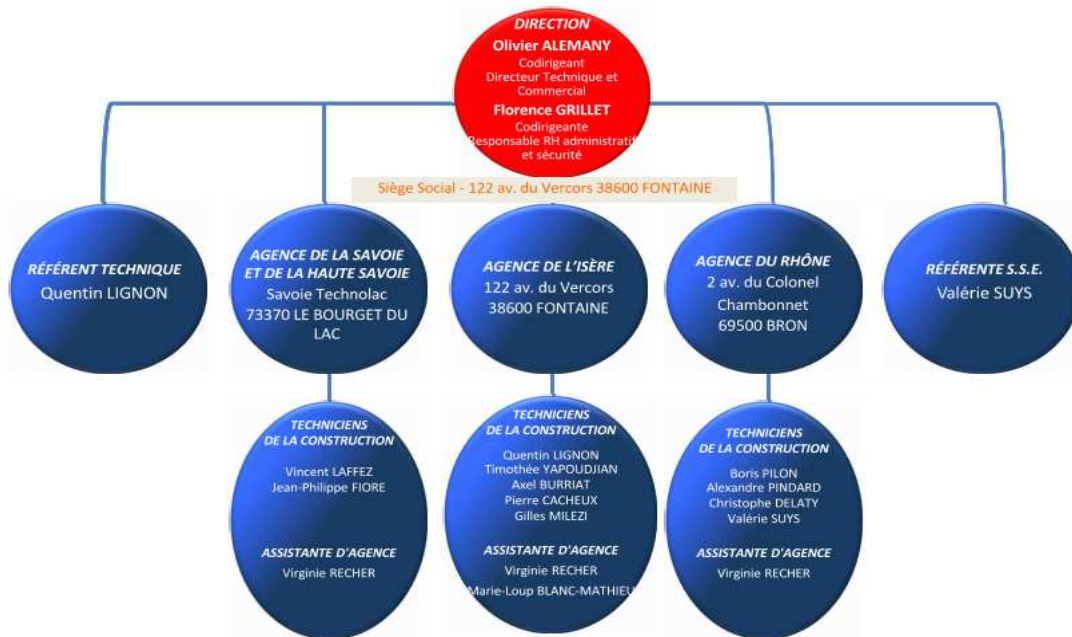 DIRECTION
Olivier ALEMANY
Codirigeant
Directeur Technique et
Commercial
Florence GRILLET
Codirigeante
Responsable RH administratif
et sécurité
Siège Social - 122 av. du Vercors 38600 FONTAINE
RÉFÉRENT TECHNIQUE
Quentin LIGNON
AGENCE DE LA SAVOIE
ET DE LA HAUTE SAVOIE
Savoie Technolac
73370 LE BOURGET DU
LAC
AGENCE DE L'ISÈRE
122 av. du Vercors
38600 FONTAINE
AGENCE DU RHÔNE
2 av. du Colonel
Chambonnet
69500 BRON
RÉFÉRENTE S.S.E.
Valérie SUYS
TECHNICIENS
DE LA CONSTRUCTION
Vincent LAFFEZ
Jean-Philippe FIORE
ASSISTANTE D'AGENCE
Virginie RECHER
TECHNICIENS
DE LA CONSTRUCTION
Quentin LIGNON
Timothée YAPOUDJIAN
Axel BURRIAT
Pierre CACHEUX
Gilles MILEZI
ASSISTANTE D'AGENCE
Virginie RECHER
Marie-Loup BLANC-MATHIEU
TECHNICIENS
DE LA CONSTRUCTION
Boris PILON
Alexandre PINDARD
Christophe DELATY
Valérie SUYS
ASSISTANTE D'AGENCE
Virginie RECHER